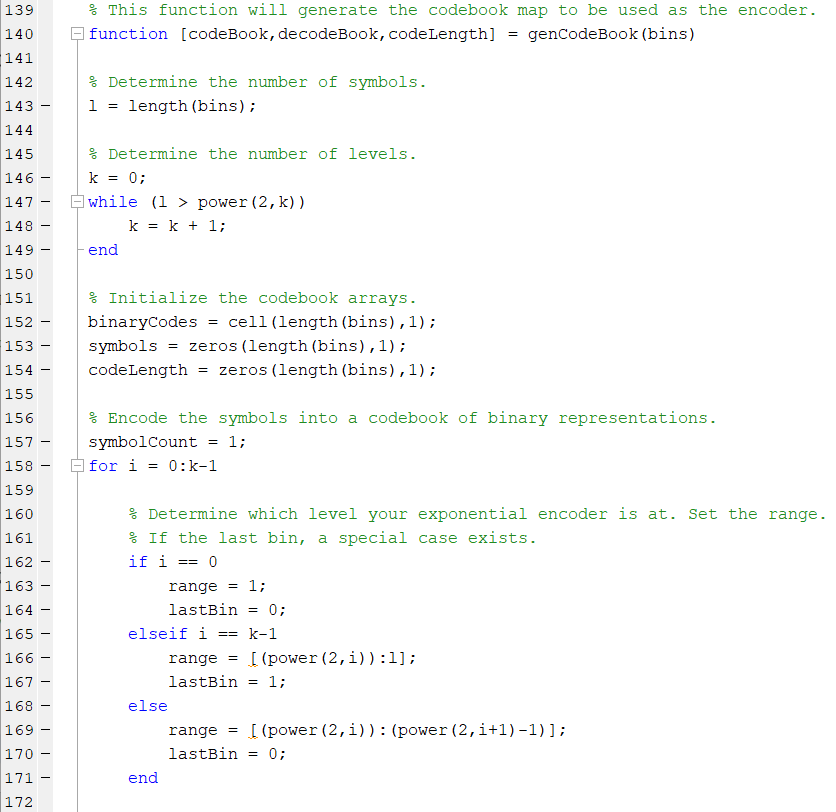 139 % This function will generate the codebook map to be used as the encoder.
140 function [codeBook,decodeBook,codeLength] = genCodeBook(bins)
141
142 % Determine the number of symbols.
143 - l = length(bins);
144
145 % Determine the number of levels.
146 - k = 0;
147 - while (l > power(2,k))
148 - k = k + 1;
149 - end
150
151 % Initialize the codebook arrays.
152 - binaryCodes = cell(length(bins),1);
153 - symbols = zeros(length(bins),1);
154 - codeLength = zeros(length(bins),1);
155
156 % Encode the symbols into a codebook of binary representations.
157 - symbolCount = 1;
158 - for i = 0:k-1
159
160 % Determine which level your exponential encoder is at. Set the range.
161 % If the last bin, a special case exists.
162 - if i == 0
163 - range = 1;
164 - lastBin = 0;
165 - elseif i == k-1
166 - range = [(power(2,i)):l];
167 - lastBin = 1;
168 - else
169 - range = [(power(2,i)):(power(2,i+1)-1)];
170 - lastBin = 0;
171 - end
172